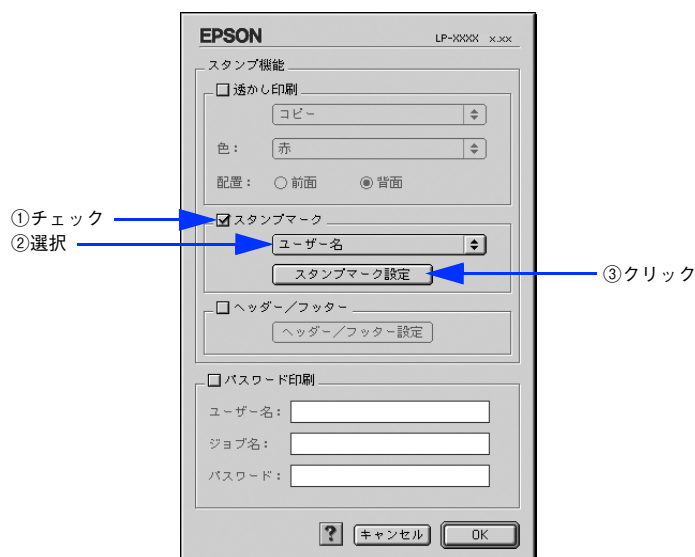 EPSON LP-XXXX x.xx
スタンプ機能
透かし印刷
コピー
色： 赤
配置： 前面 背面
①チェック スタンプマーク
②選択 ユーザー名
スタンプマーク設定 ③クリック
ヘッダー／フッター
ヘッダー／フッター設定
パスワード印刷
ユーザー名：
ジョブ名：
パスワード：
? キャンセル OK